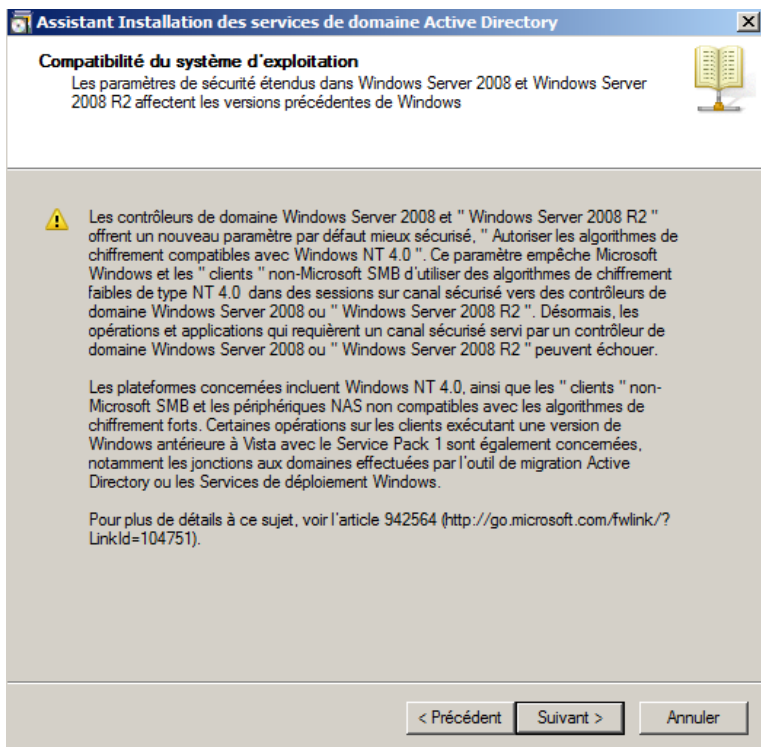 Assistant Installation des services de domaine Active Directory
Compatibilité du système d'exploitation
Les paramètres de sécurité étendus dans Windows Server 2008 et Windows Server
2008 R2 affectent les versions précédentes de Windows
Les contrôleurs de domaine Windows Server 2008 et " Windows Server 2008 R2 "
offrent un nouveau paramètre par défaut mieux sécurisé, " Autoriser les algorithmes de
chiffrement compatibles avec Windows NT 4.0 ". Ce paramètre empêche Microsoft
Windows et les " clients " non-Microsoft SMB d'utiliser des algorithmes de chiffrement
faibles de type NT 4.0 dans des sessions sur canal sécurisé vers des contrôleurs de
domaine Windows Server 2008 ou " Windows Server 2008 R2 ". Désormais, les
opérations et applications qui requièrent un canal sécurisé servi par un contrôleur de
domaine Windows Server 2008 ou " Windows Server 2008 R2 " peuvent échouer.
Les plateformes concernées incluent Windows NT 4.0, ainsi que les " clients " non-
Microsoft SMB et les périphériques NAS non compatibles avec les algorithmes de
chiffrement forts. Certaines opérations sur les clients exécutant une version de
Windows antérieure à Vista avec le Service Pack 1 sont également concernées,
notamment les jonctions aux domaines effectuées par l'outil de migration Active
Directory ou les Services de déploiement Windows.
Pour plus de détails à ce sujet, voir l'article 942564 (http://go.microsoft.com/fwlink/?
LinkId=104751).
< Précédent Suivant > Annuler